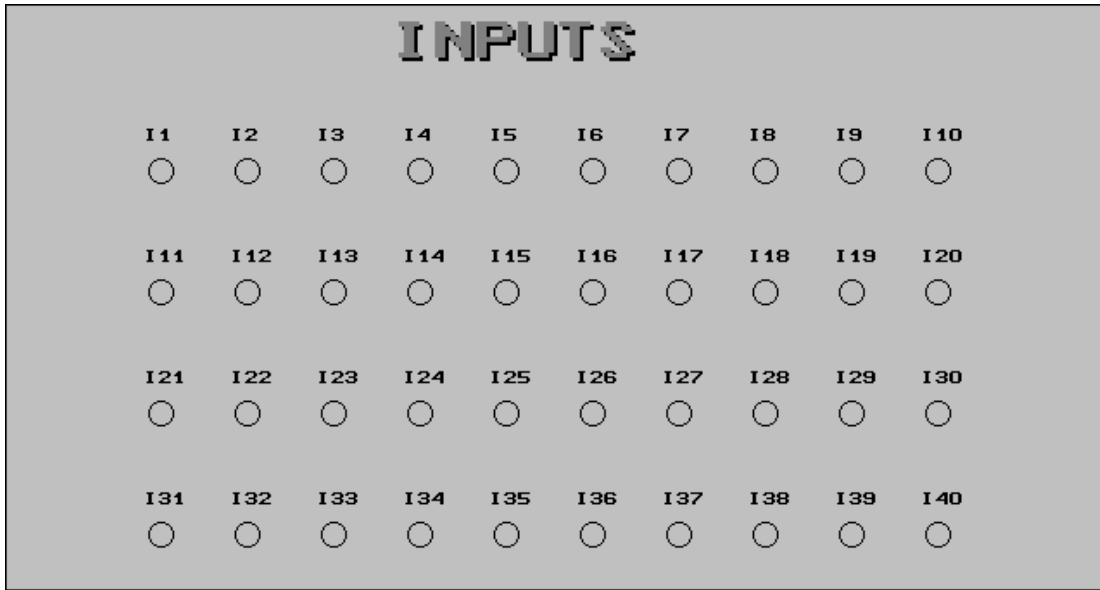 INPUTS
I1 I2 I3 I4 I5 I6 I7 I8 I9 I10
I11 I12 I13 I14 I15 I16 I17 I18 I19 I20
I21 I22 I23 I24 I25 I26 I27 I28 I29 I30
I31 I32 I33 I34 I35 I36 I37 I38 I39 I40